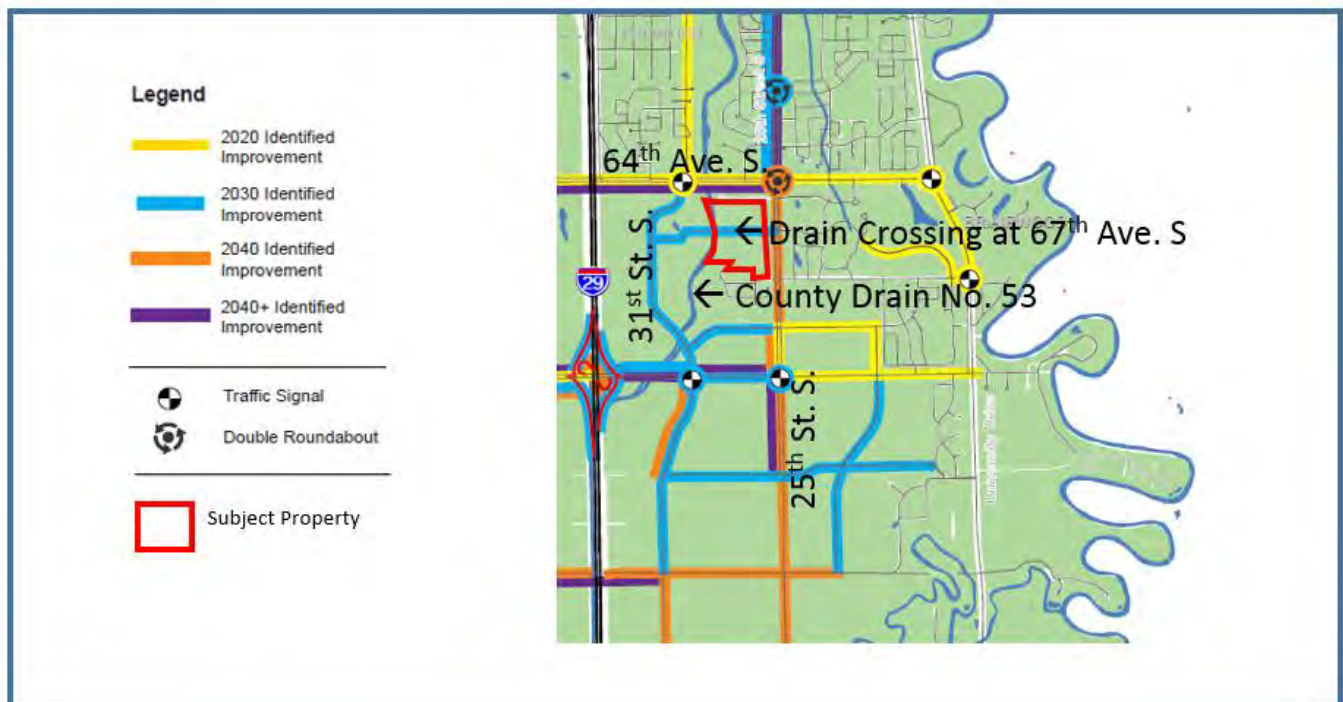 Legend
2020 Identified
Improvement
2030 Identified
Improvement
2040 Identified
Improvement
2040+ Identified
Improvement
Traffic Signal
Double Roundabout
Subject Property
64th Ave. S.
← Drain Crossing at 67th Ave. S
31st St. S.
29
← County Drain No. 53
25th St. S.